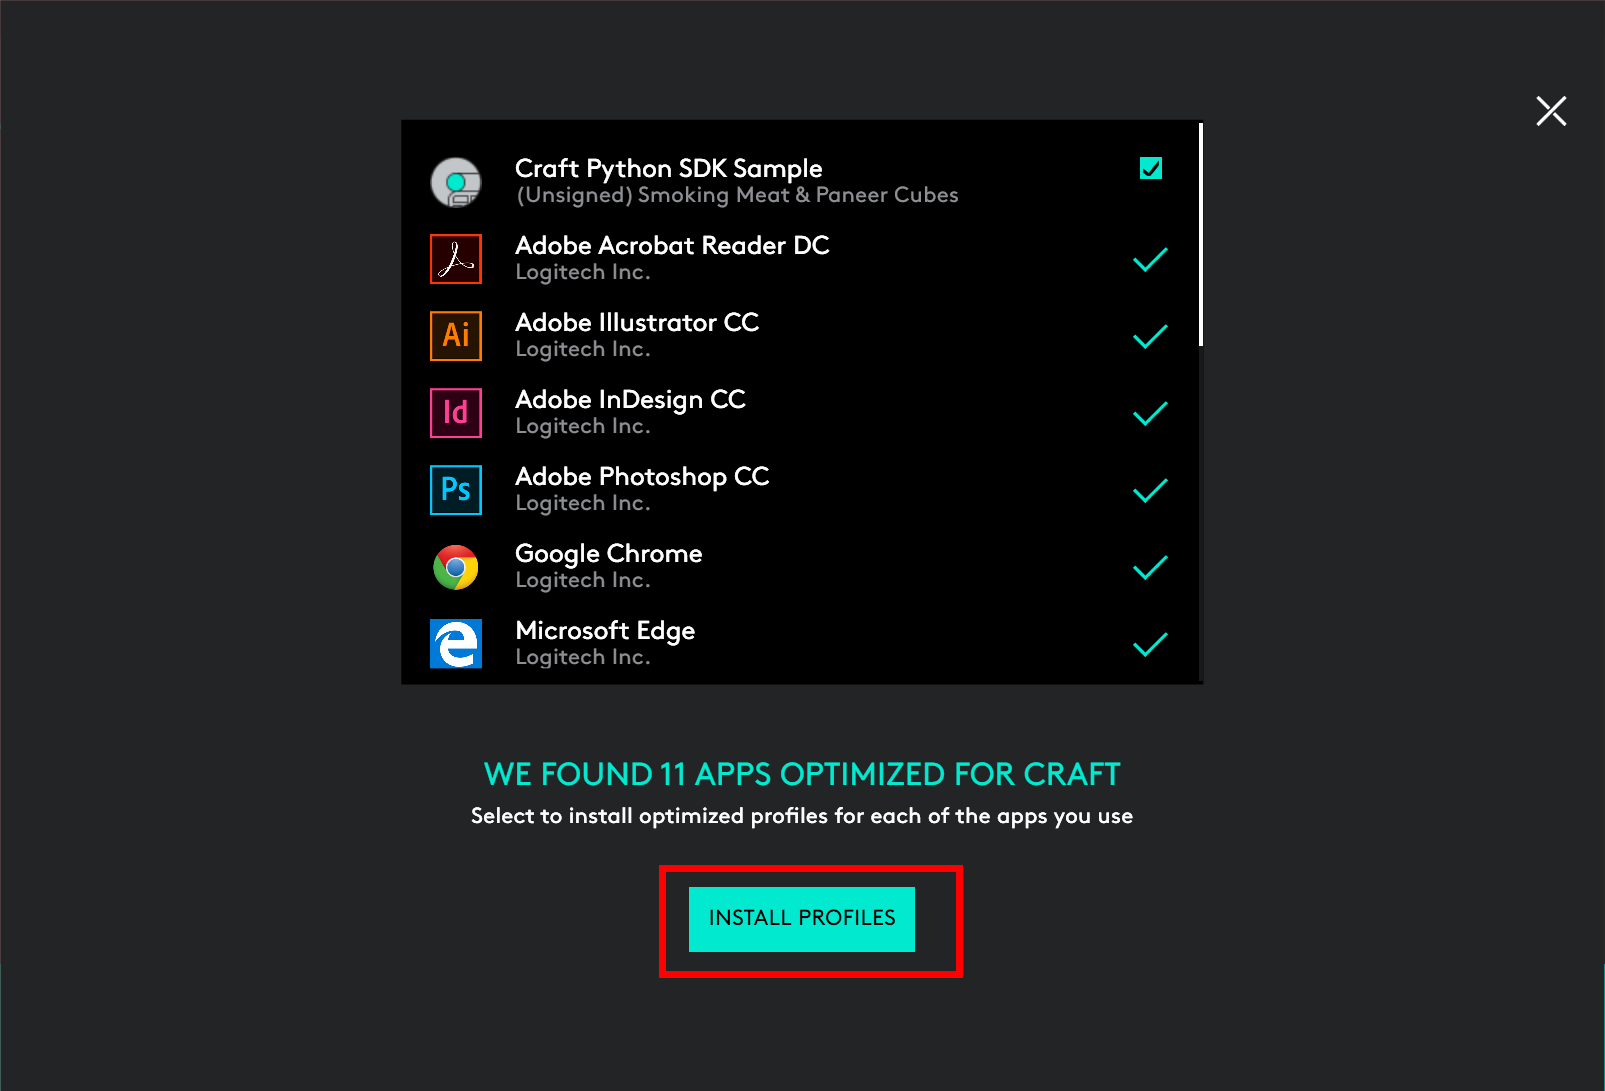 Craft Python SDK Sample
(Unsigned) Smoking Meat & Paneer Cubes
Adobe Acrobat Reader DC
Logitech Inc.
Ai
Adobe Illustrator CC
Logitech Inc.
Id
Adobe InDesign CC
Logitech Inc.
Ps
Adobe Photoshop CC
Logitech Inc.
Google Chrome
Logitech Inc.
Microsoft Edge
Logitech Inc.
WE FOUND 11 APPS OPTIMIZED FOR CRAFT
Select to install optimized profiles for each of the apps you use
INSTALL PROFILES